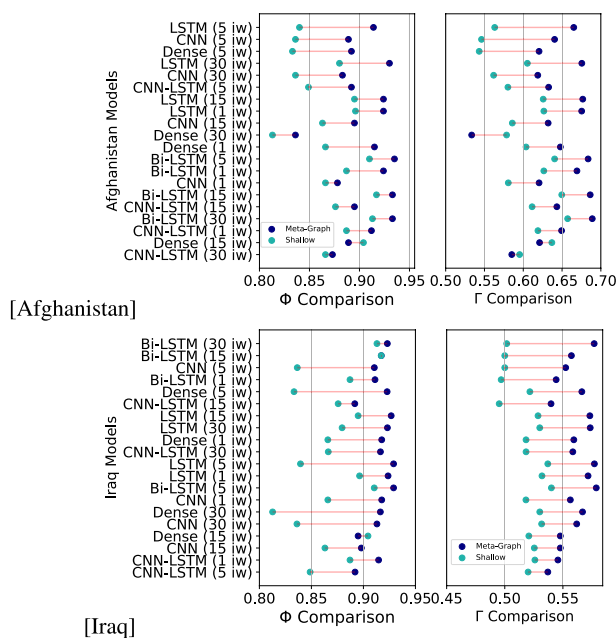 LSTM (5 iw)
CNN (5 iw)
Dense (5 iw)
LSTM (30 iw)
CNN (30 iw)
CNN-LSTM (5 iw)
LSTM (15 iw)
LSTM (1 iw)
CNN (15 iw)
Dense (30 iw)
Dense (1 iw)
Bi-LSTM (5 iw)
Bi-LSTM (1 iw)
CNN (1 iw)
Bi-LSTM (15 iw)
CNN-LSTM (15 iw)
Bi-LSTM (30 iw)
CNN-LSTM (1 iw)
Dense (15 iw)
CNN-LSTM (30 iw)
Afghanistan Models
Meta-Graph
Shallow
0.80 0.85 0.90 0.95
Φ Comparison
0.50 0.55 0.60 0.65 0.70
Γ Comparison
[Afghanistan]
Bi-LSTM (30 iw)
Bi-LSTM (15 iw)
CNN (5 iw)
Bi-LSTM (1 iw)
Dense (5 iw)
CNN-LSTM (15 iw)
LSTM (15 iw)
LSTM (30 iw)
Dense (1 iw)
CNN-LSTM (30 iw)
LSTM (5 iw)
LSTM (1 iw)
Bi-LSTM (5 iw)
CNN (1 iw)
Dense (30 iw)
CNN (30 iw)
Dense (15 iw)
CNN (15 iw)
CNN-LSTM (1 iw)
CNN-LSTM (5 iw)
Iraq Models
Meta-Graph
Shallow
0.80 0.85 0.90 0.95
Φ Comparison
0.45 0.50 0.55
Γ Comparison
[Iraq]